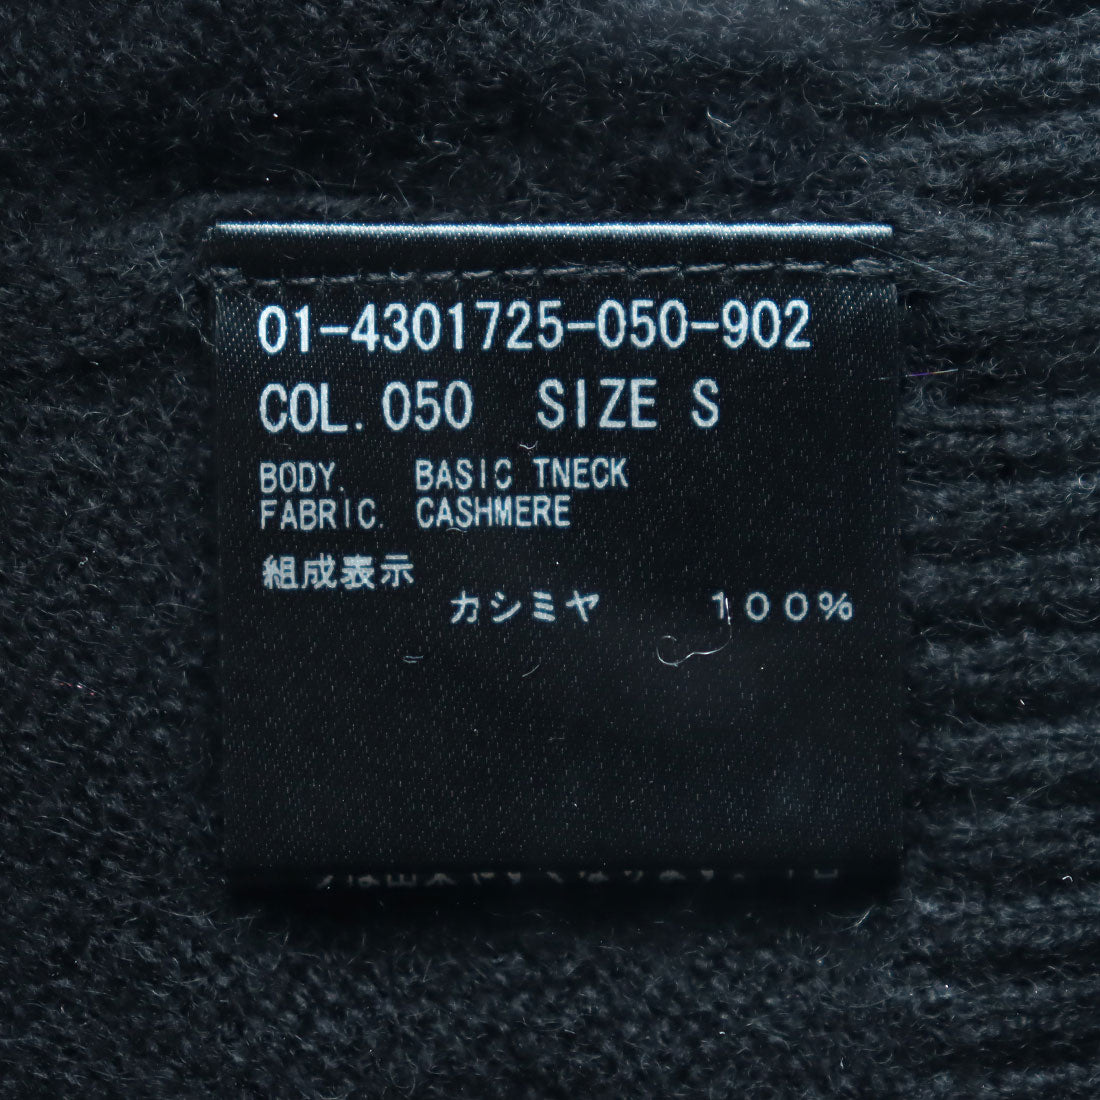 01-4301725-050-902
COL. 050 SIZE S
BODY. BASIC TNECK
FABRIC. CASHMERE
組成表示
カシミヤ 100%